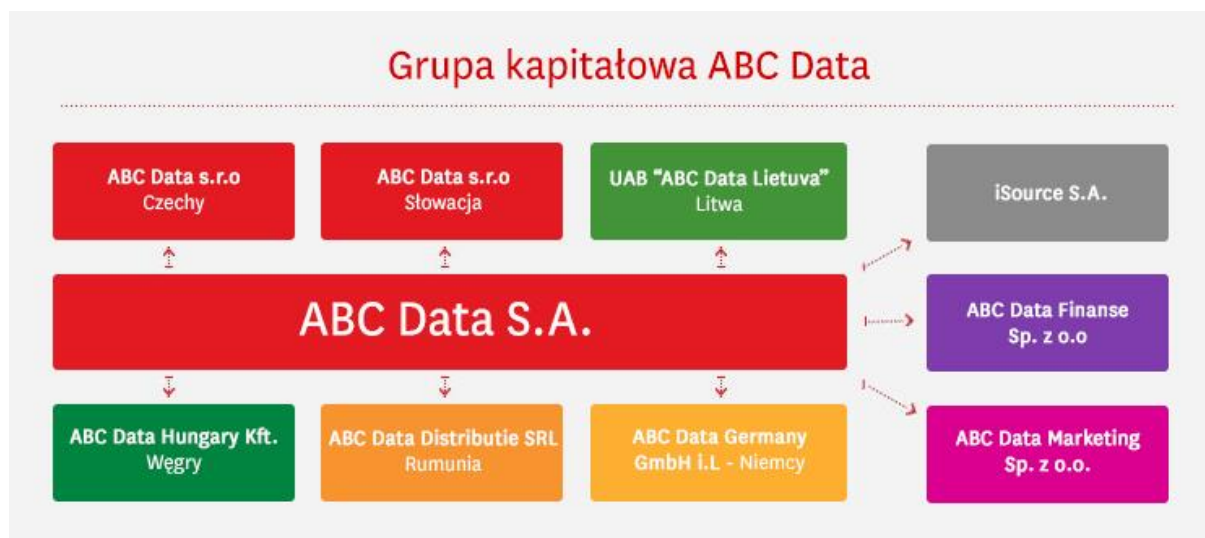 Grupa kapitałowa ABC Data
ABC Data s.r.o
Czechy
ABC Data s.r.o
Słowacja
UAB "ABC Data Lietuva"
Litwa
iSource S.A.
ABC Data S.A.
ABC Data Finanse
Sp. z o.o
ABC Data Hungary Kft.
Węgry
ABC Data Distributie SRL
Rumunia
ABC Data Germany
GmbH i.L - Niemcy
ABC Data Marketing
Sp. z o.o.